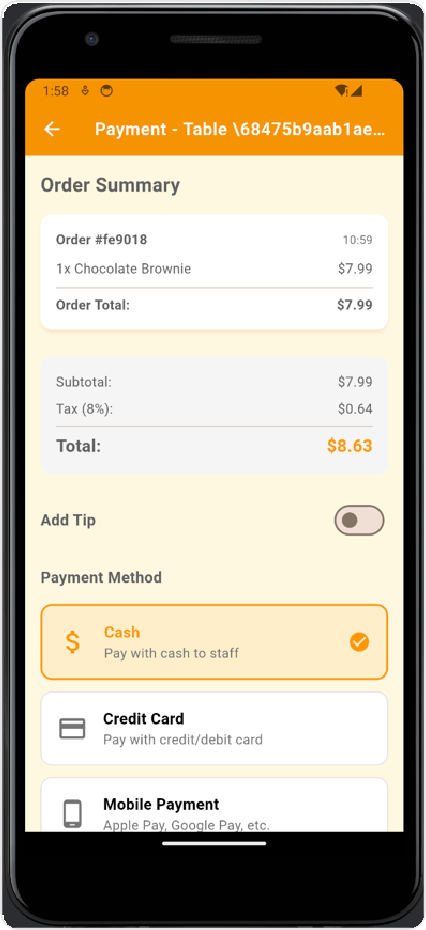 1:58
Payment - Table \68475b9aab1ae...
Order Summary
Order #fe9018 10:59
1x Chocolate Brownie $7.99
Order Total: $7.99
Subtotal: $7.99
Tax (8%): $0.64
Total: $8.63
Add Tip
Payment Method
$ Cash
Pay with cash to staff
Credit Card
Pay with credit/debit card
Mobile Payment
Apple Pay, Google Pay, etc.